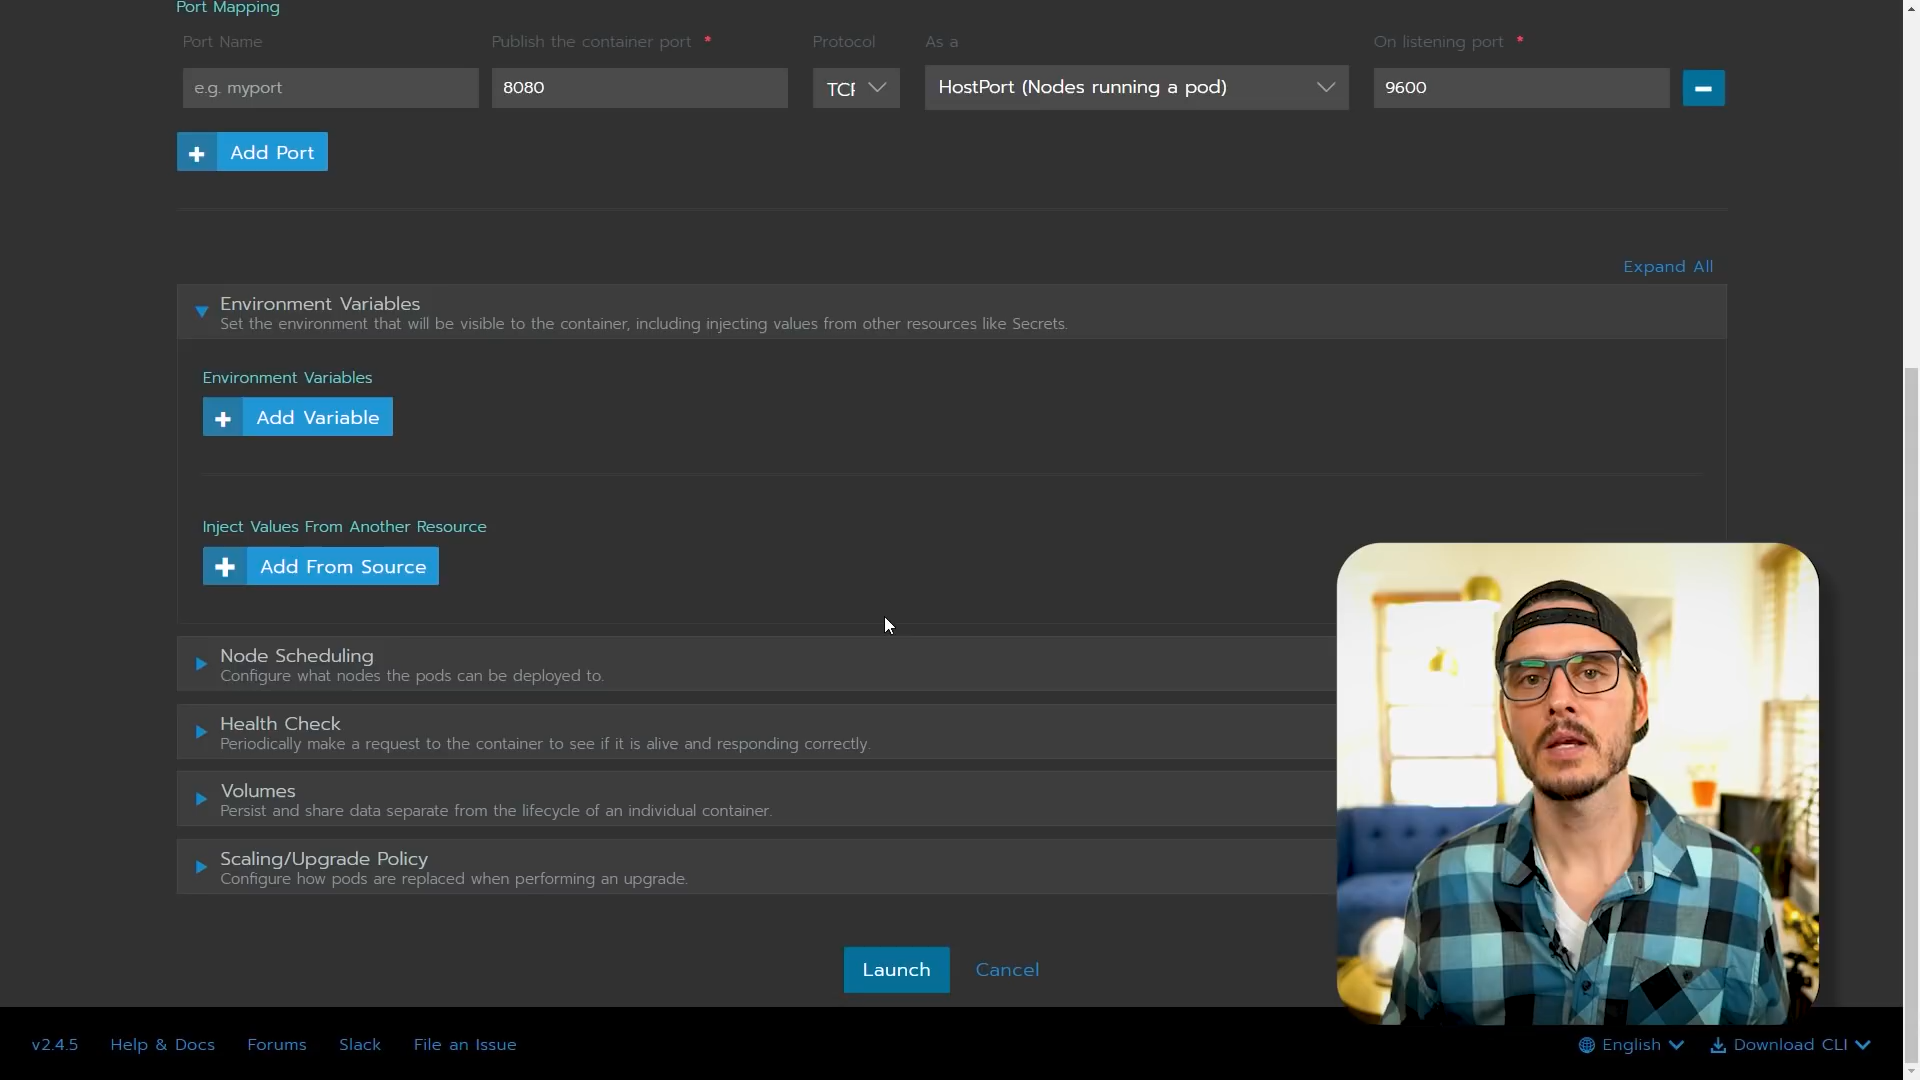 Port Mapping
Port Name
Publish the container port *
Protocol
As a
On listening port *
e.g. myport
8080
TCP
HostPort (Nodes running a pod)
9600
Add Port
Expand All
Environment Variables
Set the environment that will be visible to the container, including injecting values from other resources like Secrets.
Environment Variables
Add Variable
Inject Values From Another Resource
Add From Source
Node Scheduling
Configure what nodes the pods can be deployed to.
Health Check
Periodically make a request to the container to see if it is alive and responding correctly.
Volumes
Persist and share data separate from the lifecycle of an individual container.
Scaling/Upgrade Policy
Configure how pods are replaced when performing an upgrade.
Launch
Cancel
v2.4.5
Help & Docs
Forums
Slack
File an Issue
English
Download CLI